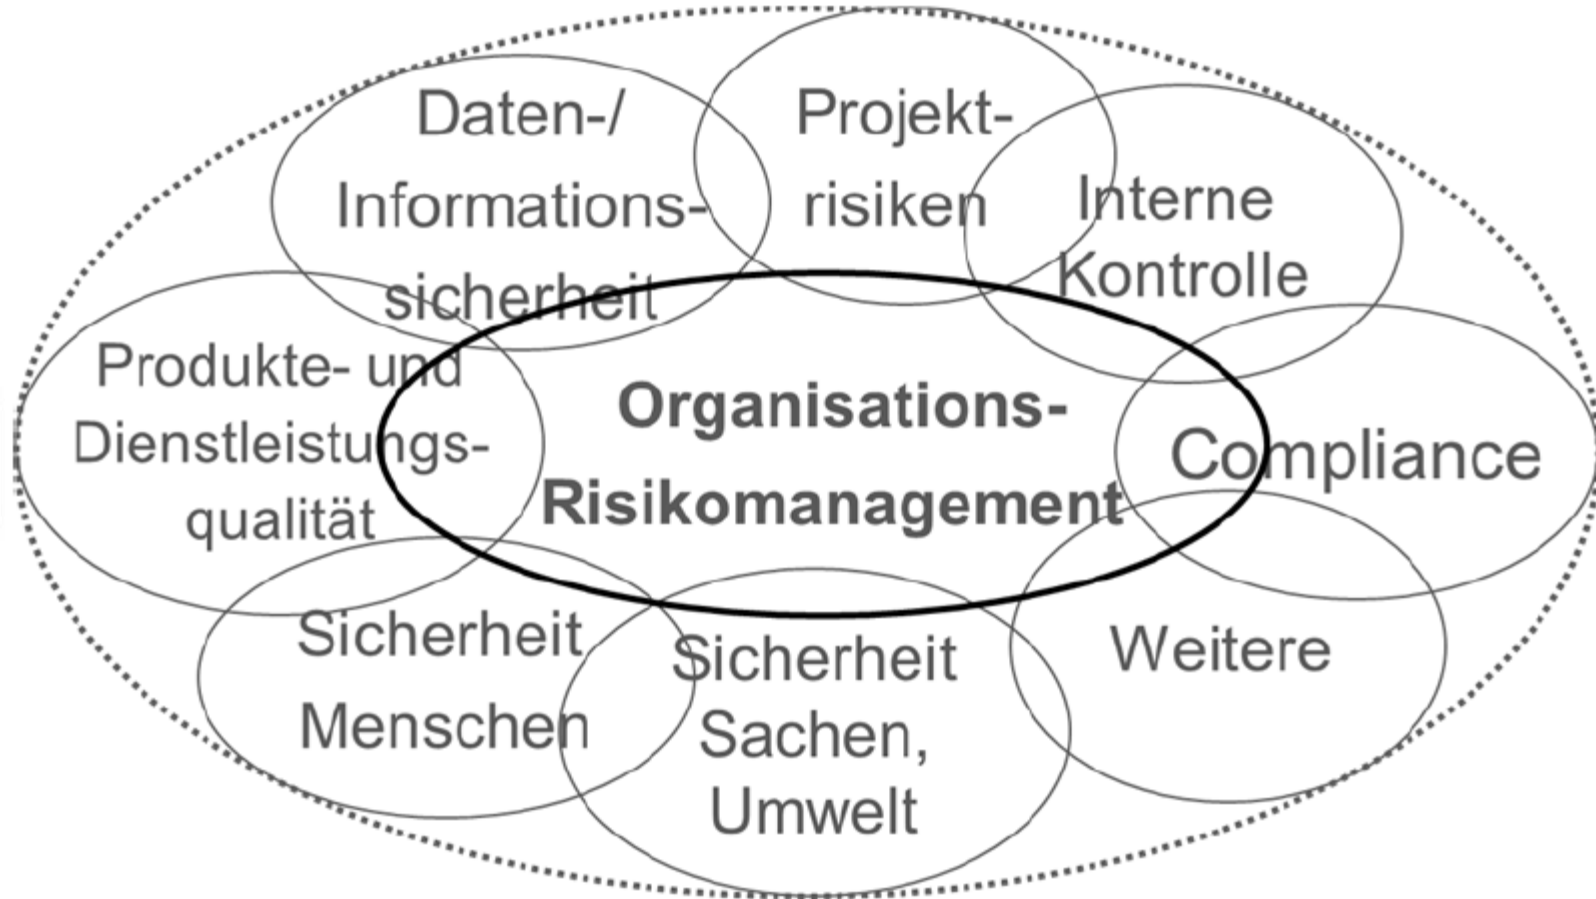 Daten-/
Informations-
sicherheit
Projekt-
risiken
Interne
Kontrolle
Produkte- und
Dienstleistungs-
qualität
Organisations-
Risikomanagement
Compliance
Sicherheit
Menschen
Sicherheit
Sachen,
Umwelt
Weitere